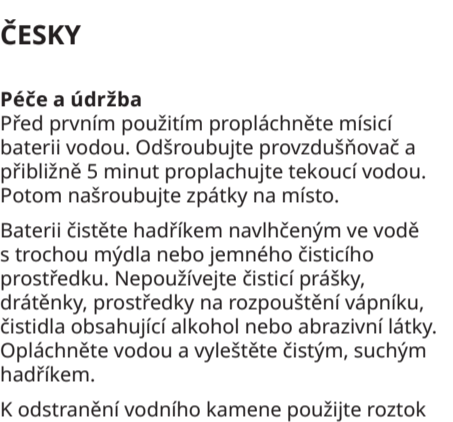 ČESKY
Péče a údržba
Před prvním použitím propláchněte mísicí
baterii vodou. Odšroubujte provzdušňovač a
přibližně 5 minut proplachujte tekoucí vodou.
Potom našroubujte zpátky na místo.
Baterii čistěte hadříkem navlhčeným ve vodě
s trochou mýdla nebo jemného čisticího
prostředku. Nepoužívejte čisticí prášky,
drátěnky, prostředky na rozpouštění vápníku,
čistidla obsahující alkohol nebo abrazivní látky.
Opláchněte vodou a vyleštěte čistým, suchým
hadříkem.
K odstranění vodního kamene použijte roztok